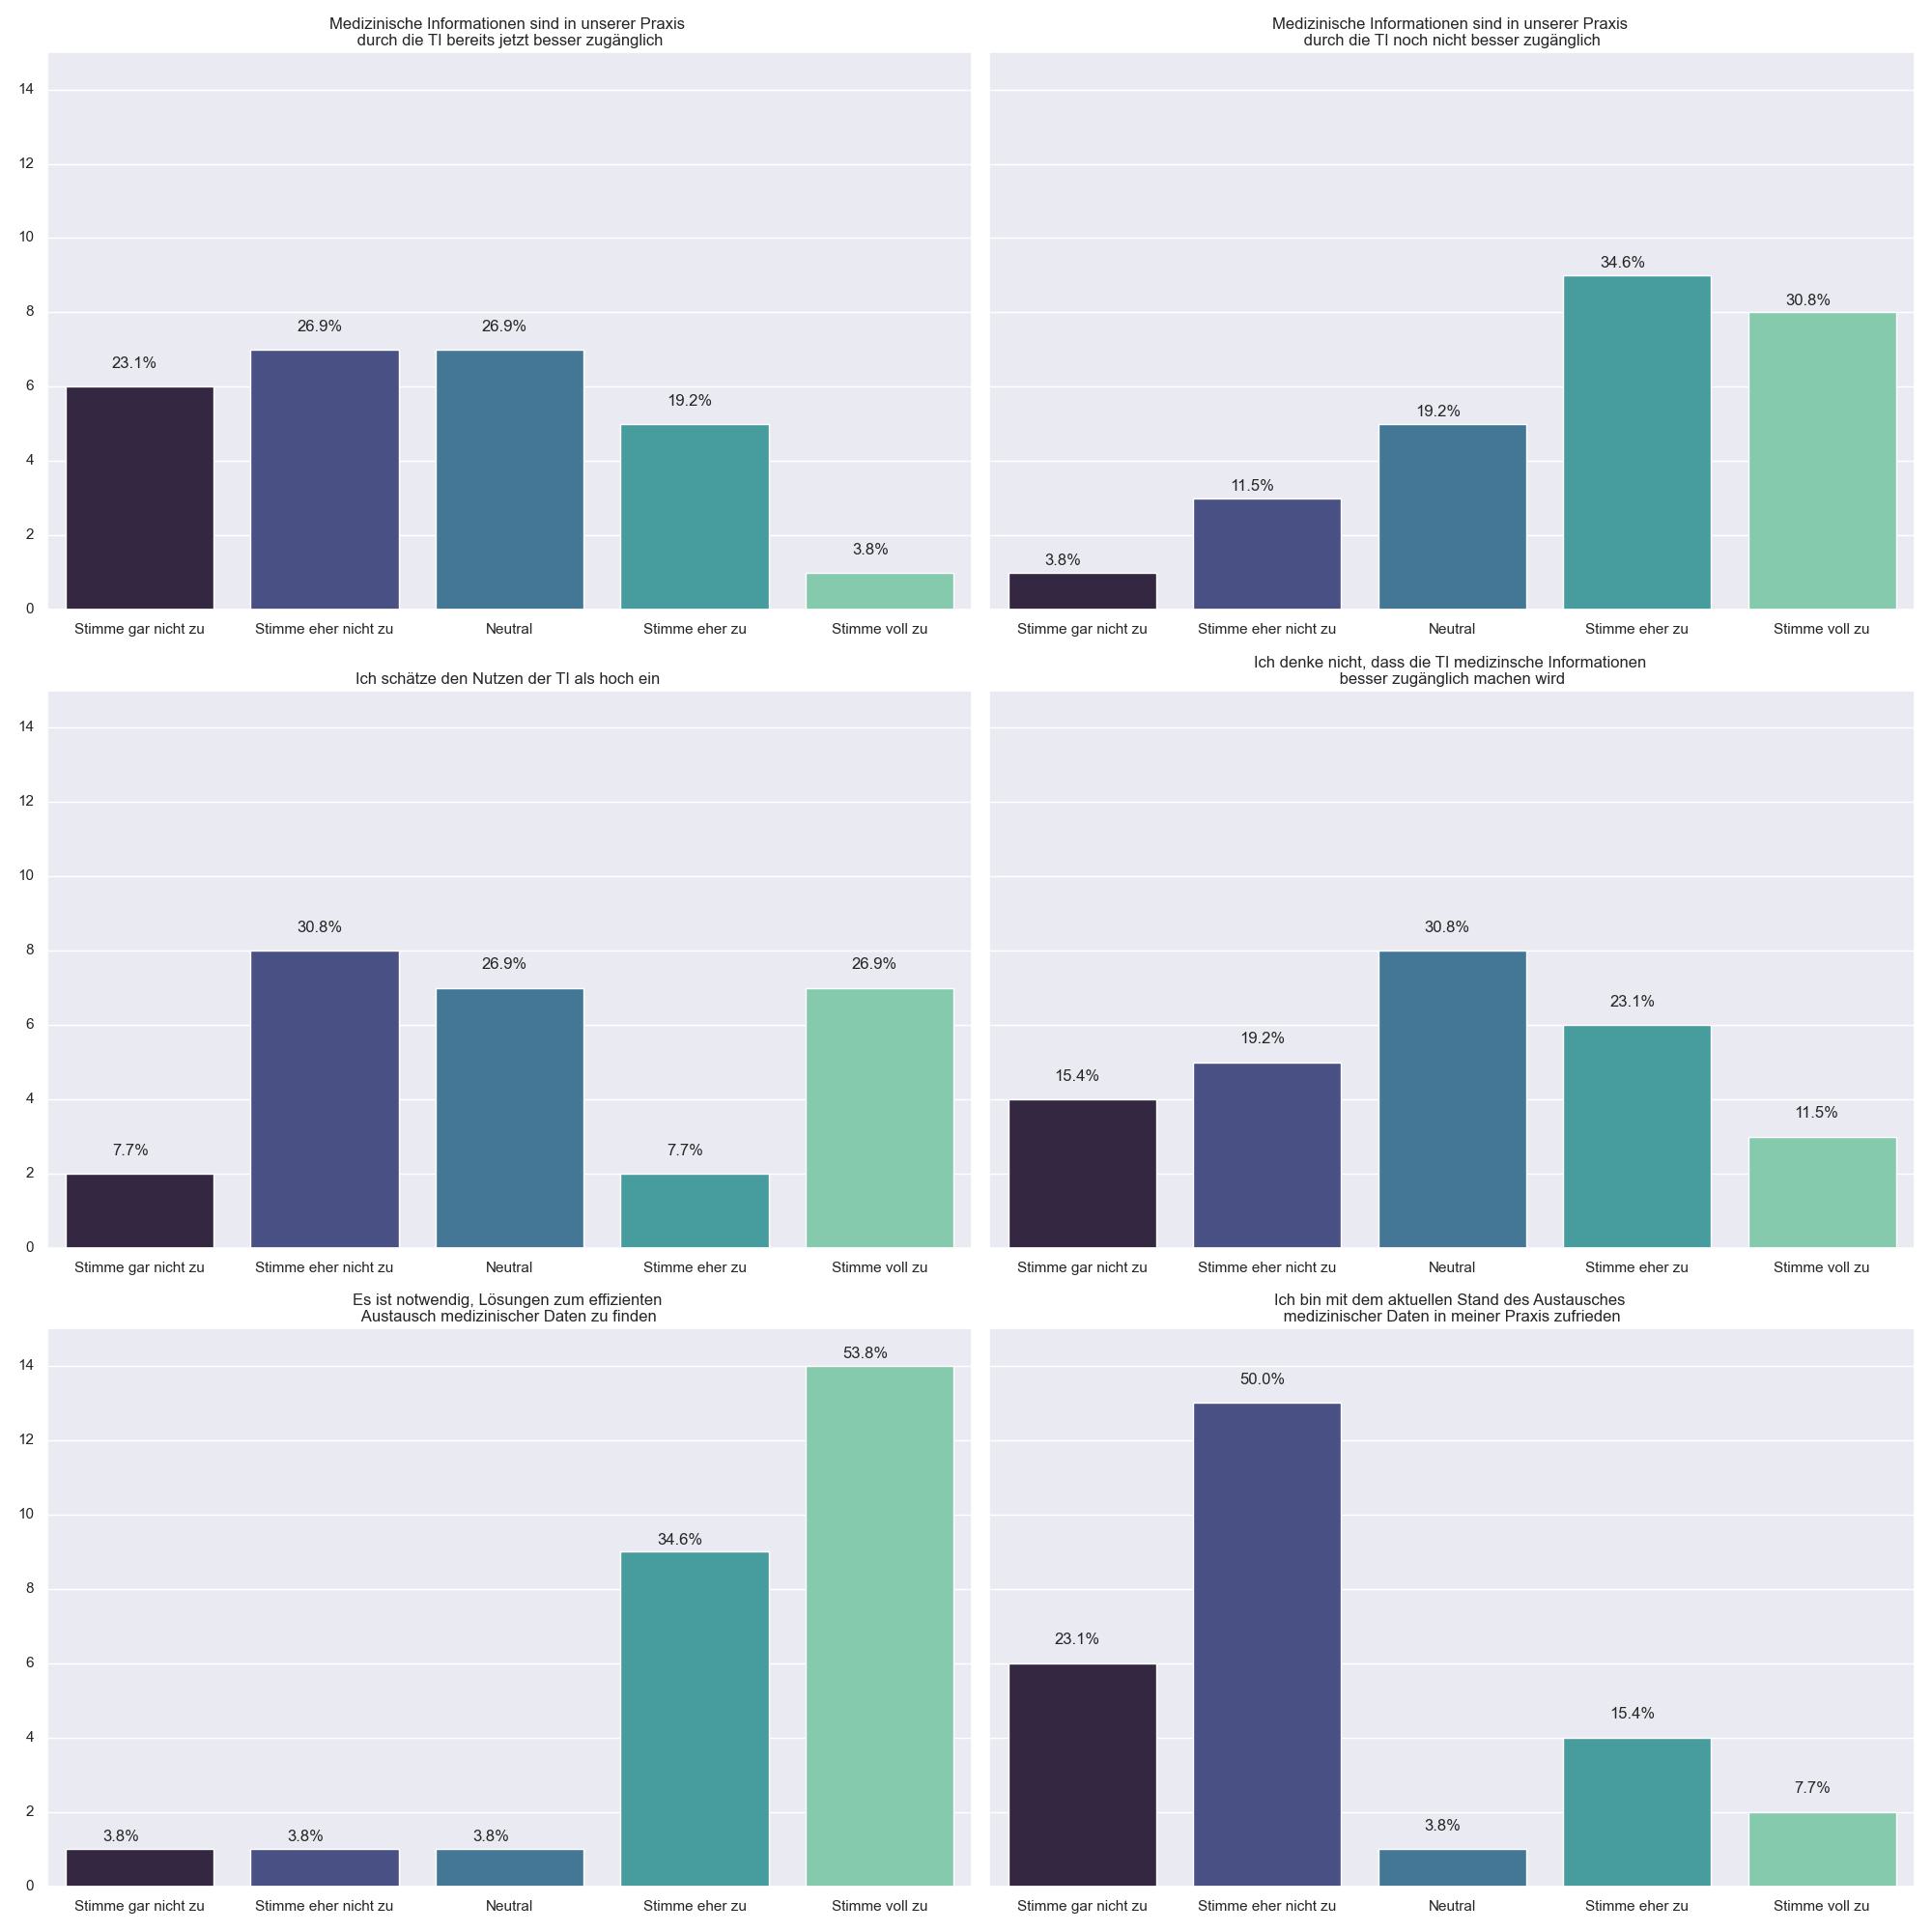 Medizinische Informationen sind in unserer Praxis
durch die TI bereits jetzt besser zugänglich
14
12
10
8
6
4
2
0
23.1%
26.9%
26.9%
19.2%
3.8%
Stimme gar nicht zu
Stimme eher nicht zu
Neutral
Stimme eher zu
Stimme voll zu
Medizinische Informationen sind in unserer Praxis
durch die TI noch nicht besser zugänglich
3.8%
11.5%
19.2%
34.6%
30.8%
Stimme gar nicht zu
Stimme eher nicht zu
Neutral
Stimme eher zu
Stimme voll zu
Ich schätze den Nutzen der TI als hoch ein
14
12
10
8
6
4
2
0
7.7%
30.8%
26.9%
7.7%
26.9%
Stimme gar nicht zu
Stimme eher nicht zu
Neutral
Stimme eher zu
Stimme voll zu
Ich denke nicht, dass die TI medizinsche Informationen
besser zugänglich machen wird
15.4%
19.2%
30.8%
23.1%
11.5%
Stimme gar nicht zu
Stimme eher nicht zu
Neutral
Stimme eher zu
Stimme voll zu
Es ist notwendig, Lösungen zum effizienten
Austausch medizinischer Daten zu finden
14
12
10
8
6
4
2
0
3.8%
3.8%
3.8%
34.6%
53.8%
Stimme gar nicht zu
Stimme eher nicht zu
Neutral
Stimme eher zu
Stimme voll zu
Ich bin mit dem aktuellen Stand des Austausches
medizinischer Daten in meiner Praxis zufrieden
23.1%
50.0%
3.8%
15.4%
7.7%
Stimme gar nicht zu
Stimme eher nicht zu
Neutral
Stimme eher zu
Stimme voll zu